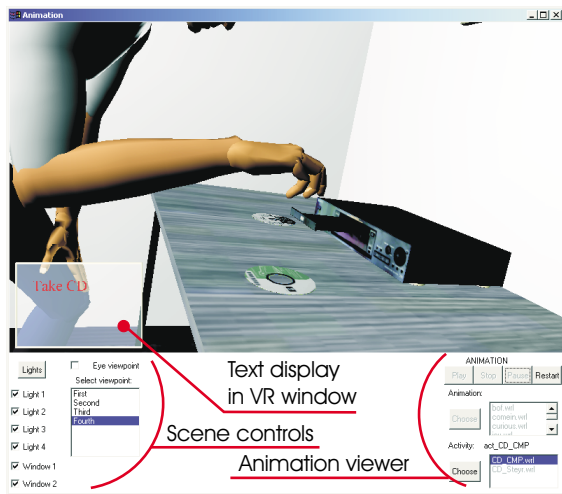 Animation
Take CD
Lights
Eye viewpoint
Select viewpoint:
First
Second
Third
Fourth
Light 1
Light 2
Light 3
Light 4
Window 1
Window 2
Text display
in VR window
Scene controls
Animation viewer
ANIMATION
Play Stop Pause Restart
Animation:
Choose
bol.wrl
comein.wrl
curious.wrl
Activity: act_CD_CMP
Choose
CD_CMP.wrl
CD_Steyr.wrl